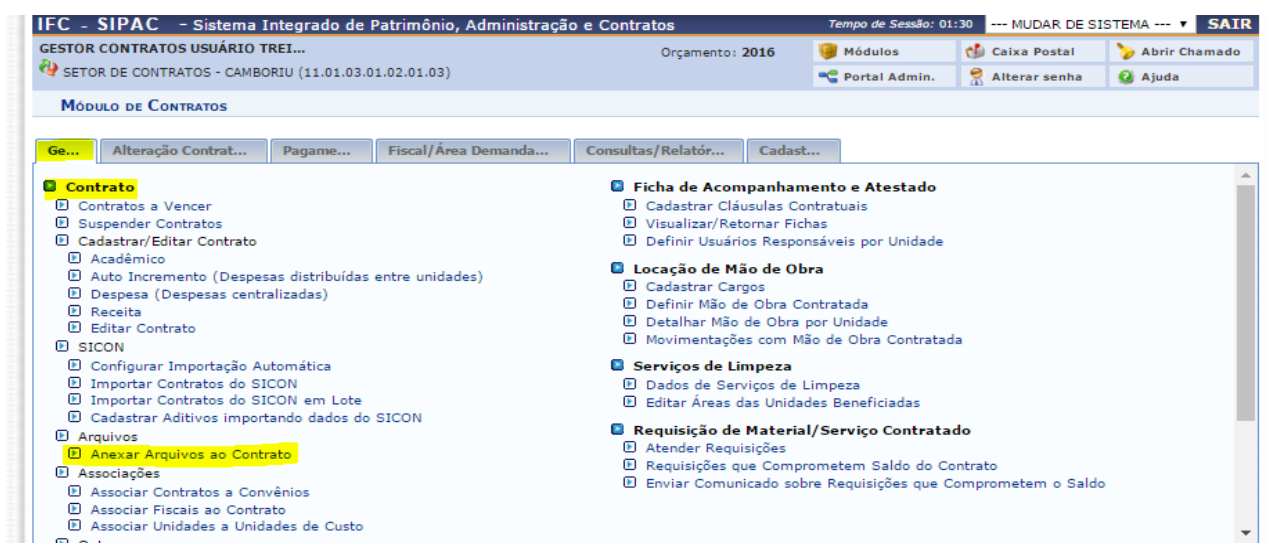 IFC - SIPAC - Sistema Integrado de Patrimônio, Administração e Contratos
Tempo de Sessão: 01:30
--- MUDAR DE SISTEMA ---
SAIR
GESTOR CONTRATOS USUÁRIO TREI...
Orçamento: 2016
Módulos
Caixa Postal
Abrir Chamado
SETOR DE CONTRATOS - CAMBORIU (11.01.03.01.02.01.03)
Portal Admin.
Alterar senha
Ajuda
MÓDULO DE CONTRATOS
Ge...
Alteração Contrat...
Pagame...
Fiscal/Área Demanda...
Consultas/Relatór...
Cadast...
Contrato
Contratos a Vencer
Suspender Contratos
Cadastrar/Editar Contrato
Acadêmico
Auto Incremento (Despesas distribuídas entre unidades)
Despesa (Despesas centralizadas)
Receita
Editar Contrato
SICON
Configurar Importação Automática
Importar Contratos do SICON
Importar Contratos do SICON em Lote
Cadastrar Aditivos importando dados do SICON
Arquivos
Anexar Arquivos ao Contrato
Associações
Associar Contratos a Convênios
Associar Fiscais ao Contrato
Associar Unidades a Unidades de Custo
Ficha de Acompanhamento e Atestado
Cadastrar Cláusulas Contratuais
Visualizar/Retornar Fichas
Definir Usuários Responsáveis por Unidade
Locação de Mão de Obra
Cadastrar Cargos
Definir Mão de Obra Contratada
Detalhar Mão de Obra por Unidade
Movimentações com Mão de Obra Contratada
Serviços de Limpeza
Dados de Serviços de Limpeza
Editar Áreas das Unidades Beneficiadas
Requisição de Material/Serviço Contratado
Atender Requisições
Requisições que Comprometem Saldo do Contrato
Enviar Comunicado sobre Requisições que Comprometem o Saldo